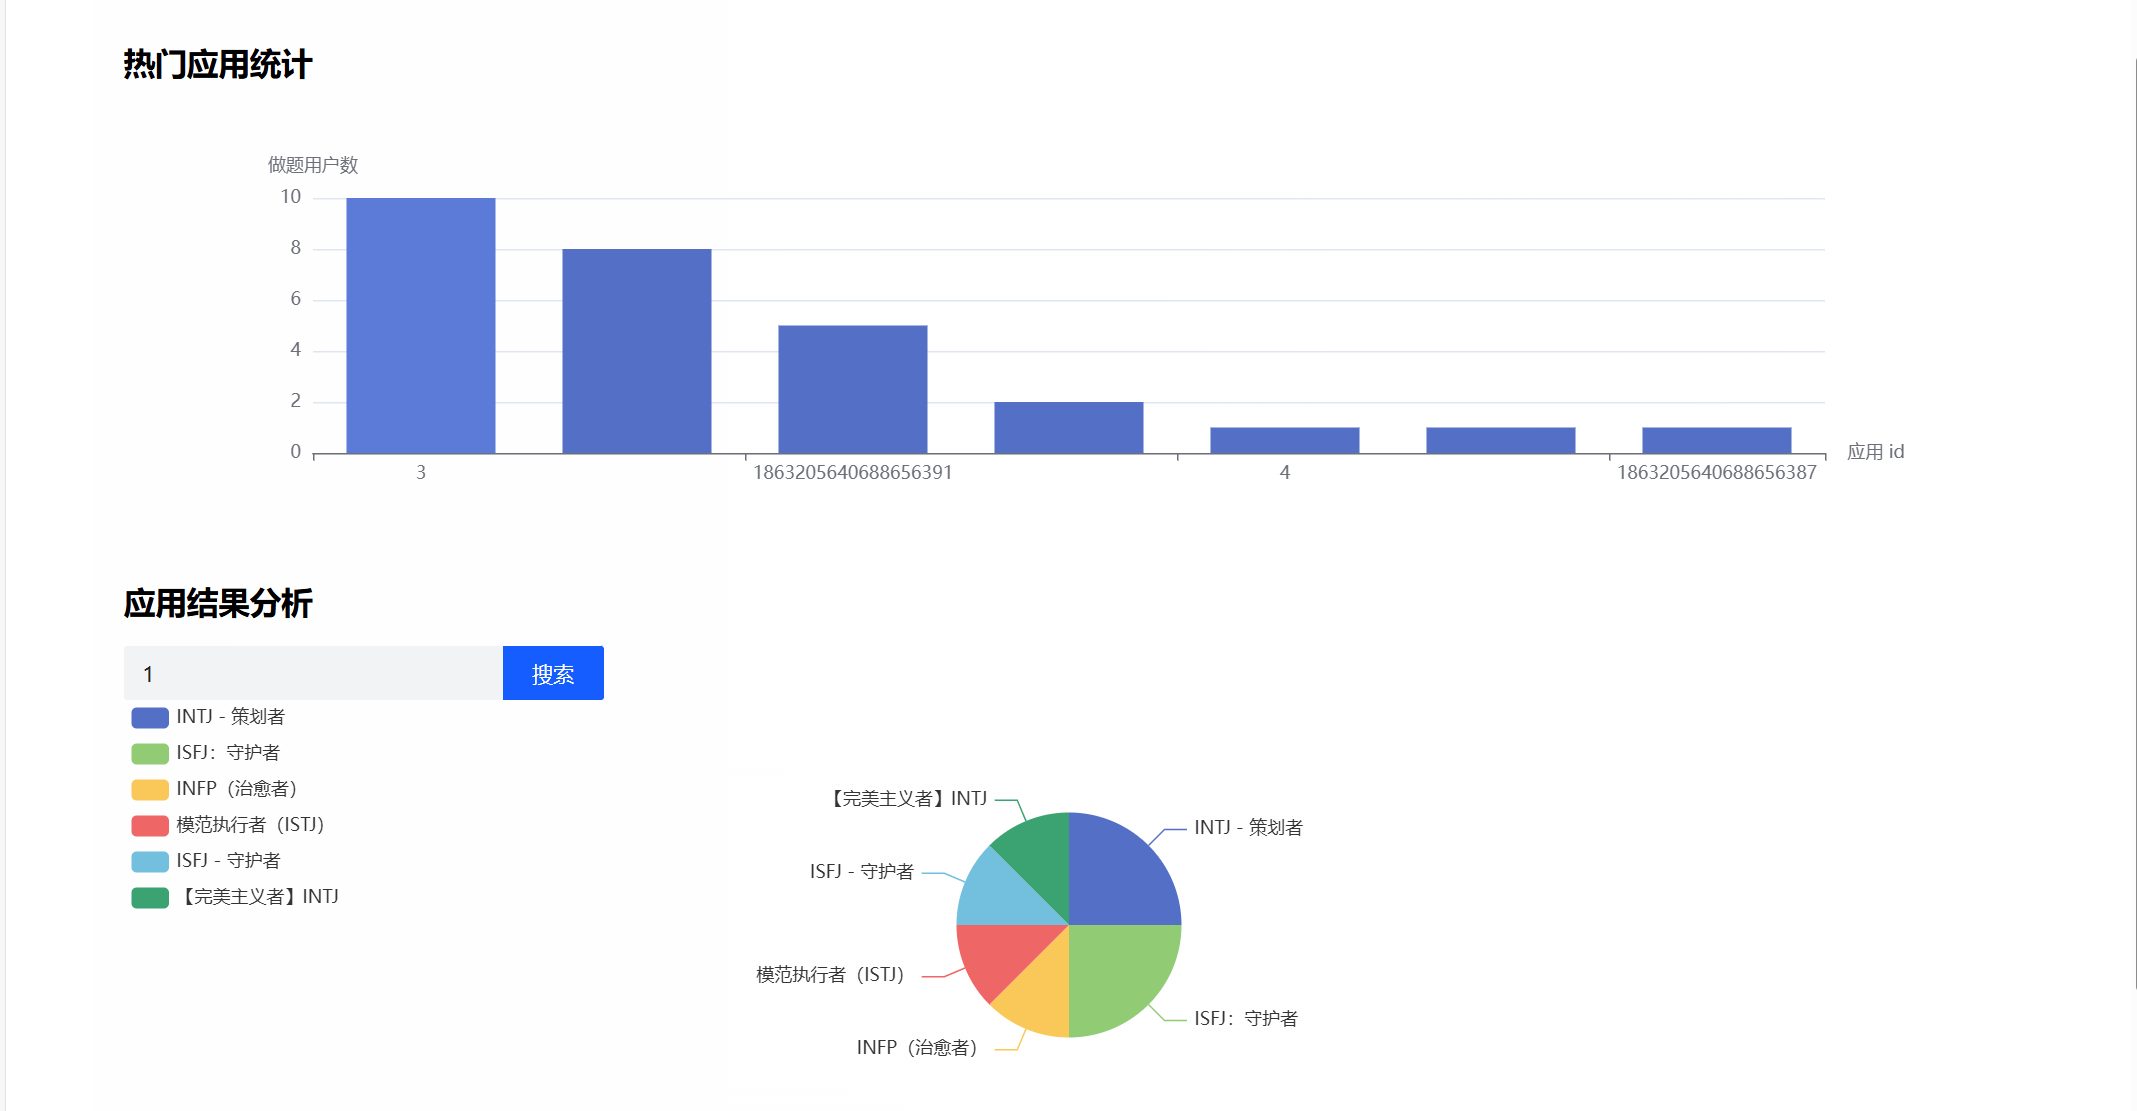 热门应用统计
做题用户数
10
8
6
4
2
0
3
1863205640688656391
4
1863205640688656387
应用 id
应用结果分析
1
搜索
INTJ - 策划者
ISFJ：守护者
INFP（治愈者）
模范执行者（ISTJ）
ISFJ - 守护者
【完美主义者】INTJ
【完美主义者】INTJ
INTJ - 策划者
ISFJ - 守护者
模范执行者（ISTJ）
ISFJ：守护者
INFP（治愈者）